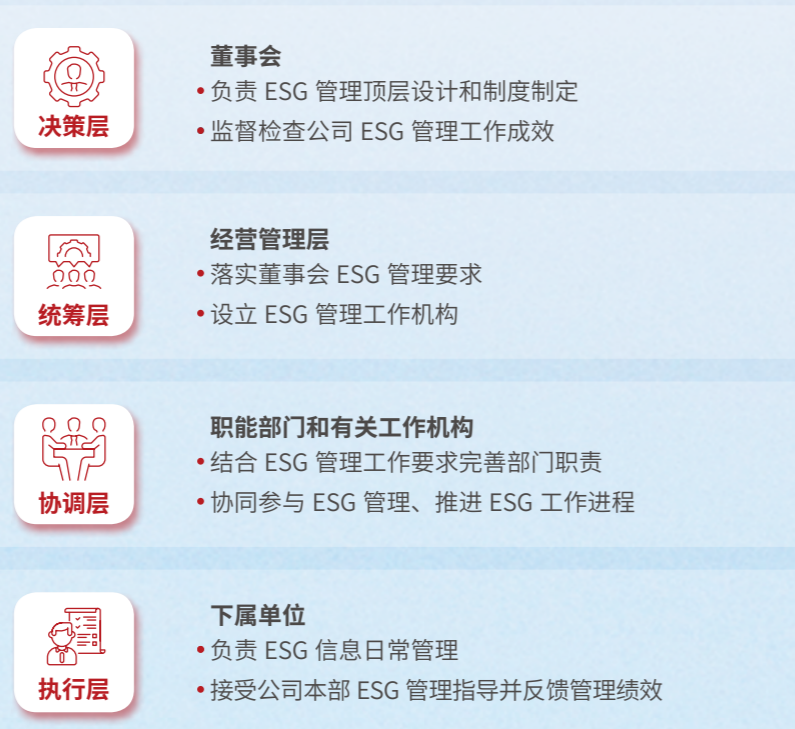 董事会
•负责 ESG 管理顶层设计和制度制定
•监督检查公司 ESG 管理工作成效
决策层
经营管理层
•落实董事会 ESG 管理要求
•设立 ESG 管理工作机构
统筹层
职能部门和有关工作机构
•结合 ESG 管理工作要求完善部门职责
•协同参与 ESG 管理、推进 ESG 工作进程
协调层
下属单位
•负责 ESG 信息日常管理
•接受公司本部 ESG 管理指导并反馈管理绩效
执行层